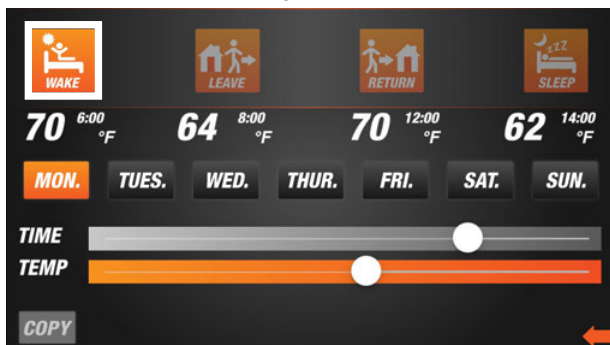 WAKE LEAVE RETURN zzz SLEEP
70 6:00 °F 64 8:00 °F 70 12:00 °F 62 14:00 °F
MON. TUES. WED. THUR. FRI. SAT. SUN.
TIME
TEMP
COPY